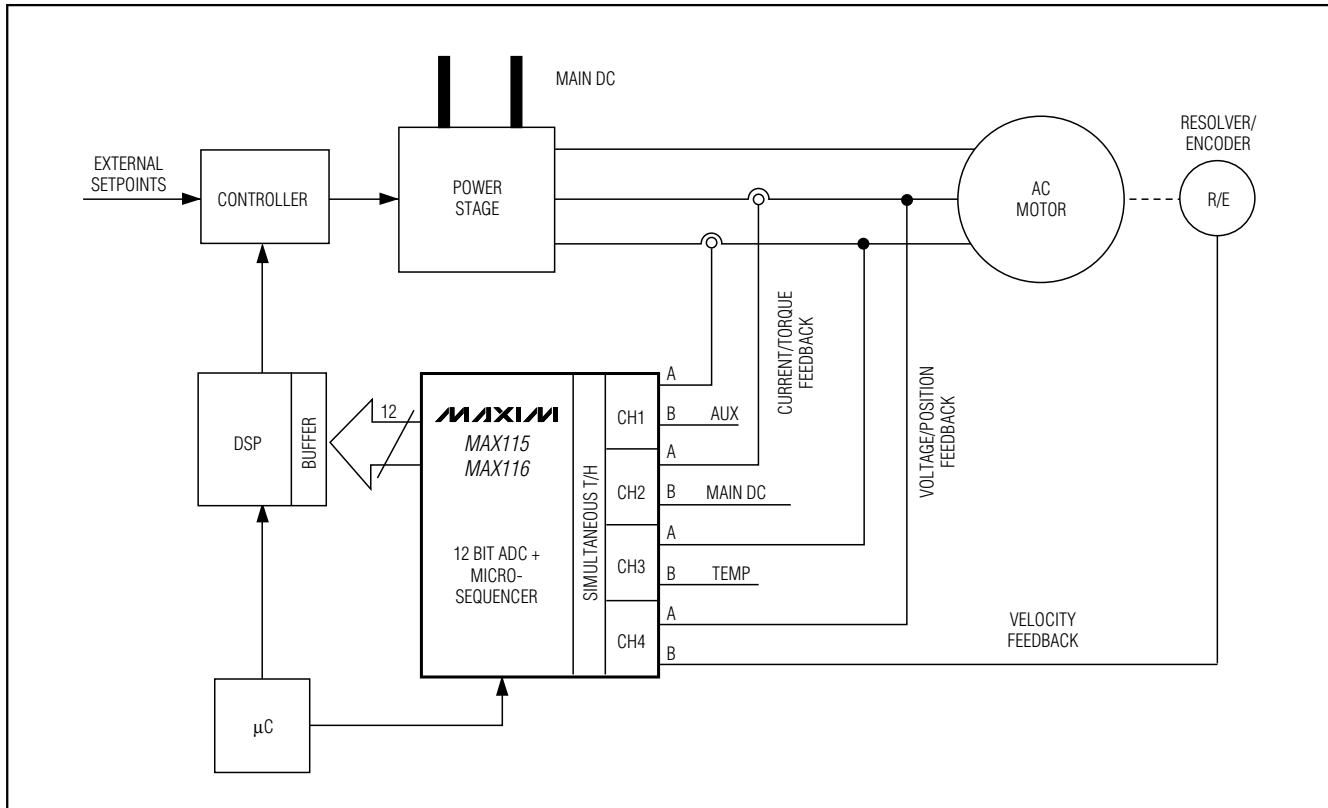 MAIN DC
EXTERNAL
SETPOINTS
CONTROLLER
POWER
STAGE
AC
MOTOR
RESOLVER/
ENCODER
R/E
CURRENT/TORQUE
FEEDBACK
VOLTAGE/POSITION
FEEDBACK
DSP
BUFFER
12
MAXIM
MAX115
MAX116
12 BIT ADC +
MICRO-
SEQUENCER
SIMULTANEOUS T/H
CH1
CH2
CH3
CH4
A
B AUX
A
B MAIN DC
A
B TEMP
A
B
VELOCITY
FEEDBACK
μC